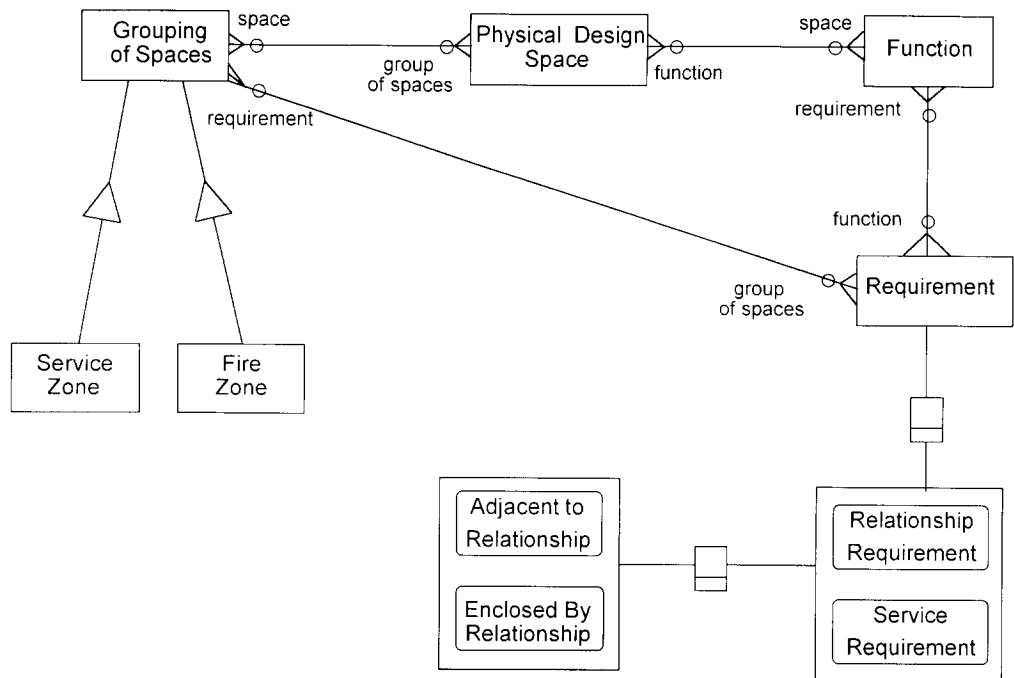 Grouping
of Spaces
space
group
of spaces
Physical Design
Space
function
space
Function
requirement
requirement
function
group
of spaces
Requirement
Service
Zone
Fire
Zone
Adjacent to
Relationship
Enclosed By
Relationship
Relationship
Requirement
Service
Requirement